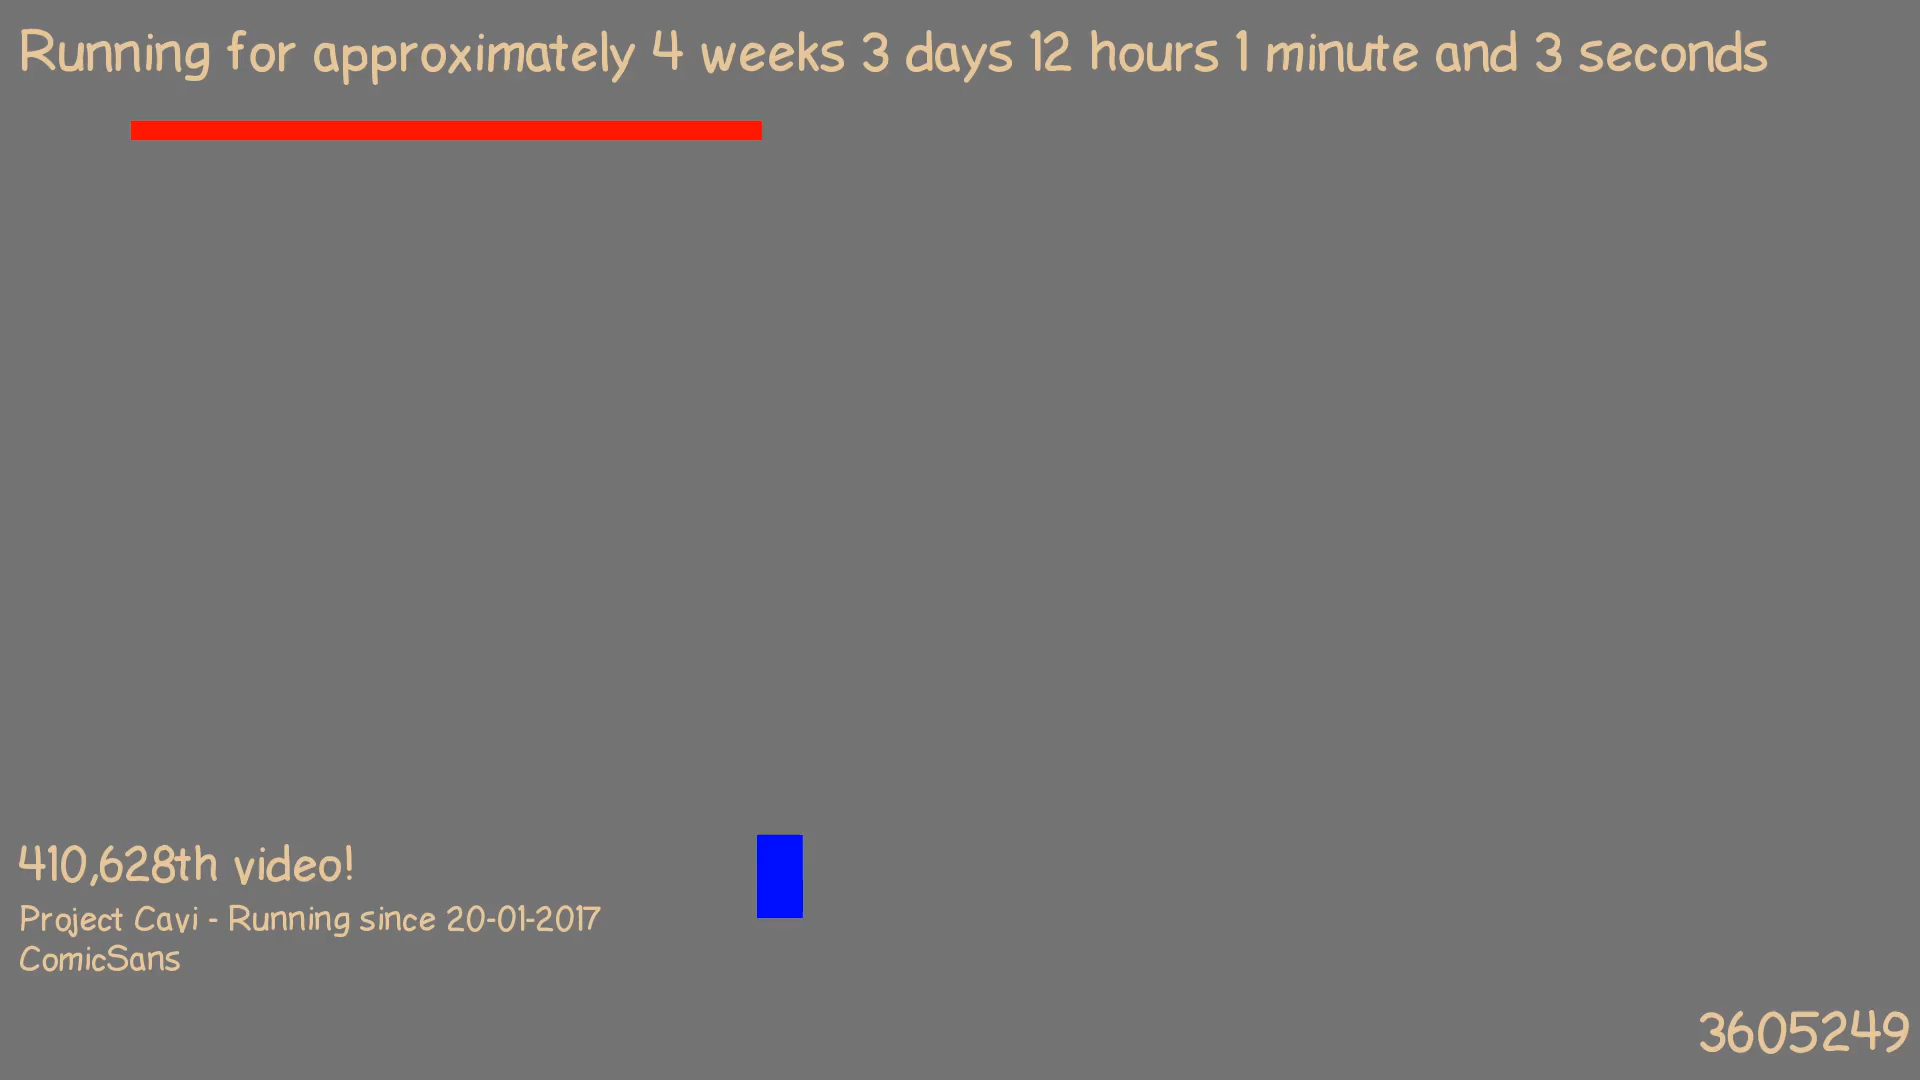 Running for approximately 4 weeks 3 days 12 hours 1 minute and 3 seconds
410,628th video!
Project Cavi - Running since 20-01-2017
ComicSans
3605249